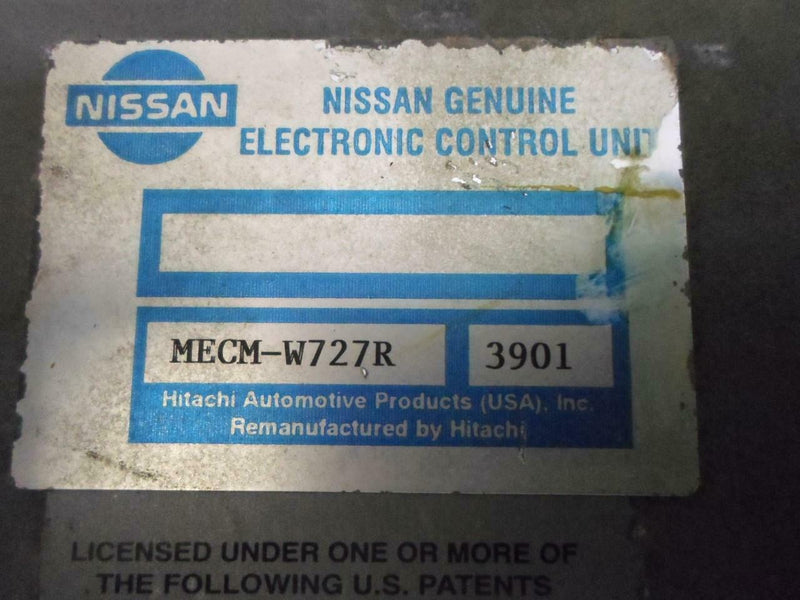 NISSAN
NISSAN GENUINE
ELECTRONIC CONTROL UNIT
MECM-W727R
3901
Hitachi Automotive Products (USA), Inc.
Remanufactured by Hitachi
LICENSED UNDER ONE OR MORE OF
THE FOLLOWING U.S. PATENTS